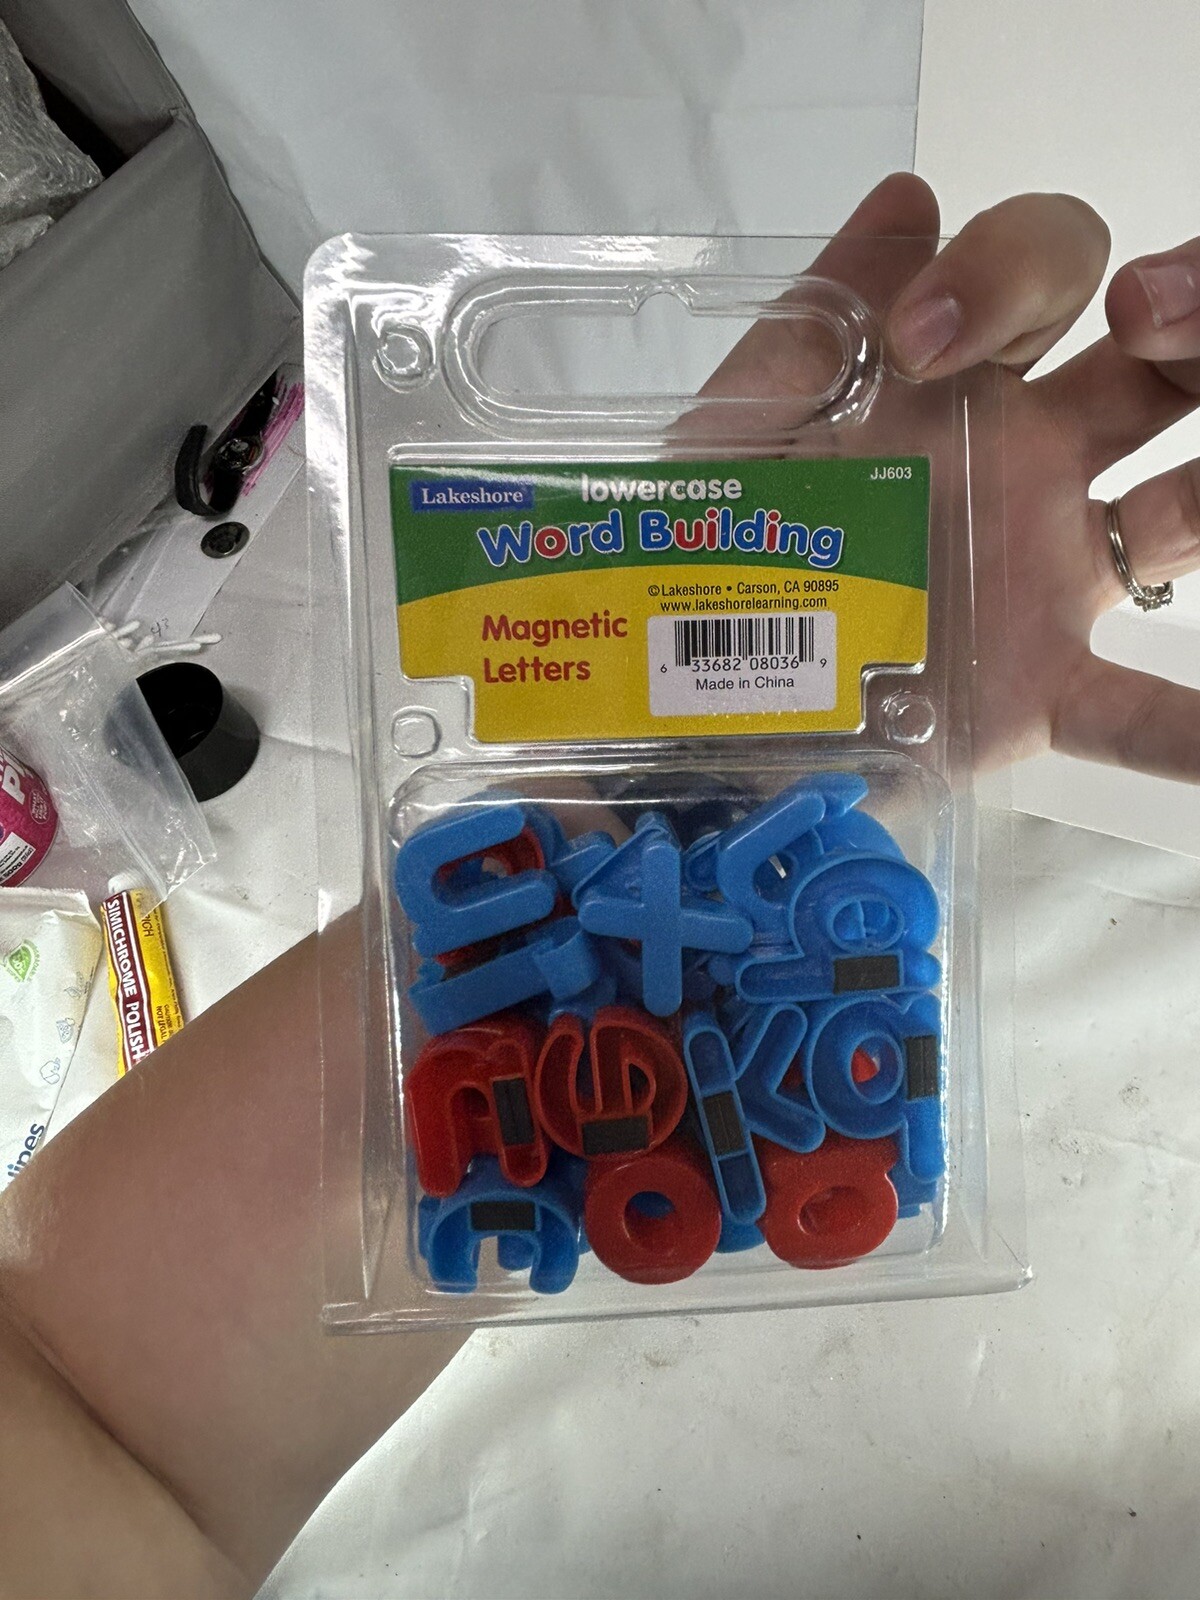 JJ603
Lakeshore
lowercase
Word Building
© Lakeshore • Carson, CA 90895
www.lakeshorelearning.com
Magnetic
Letters
6 33682 08036 9
Made in China
SIMICHROME POLISH